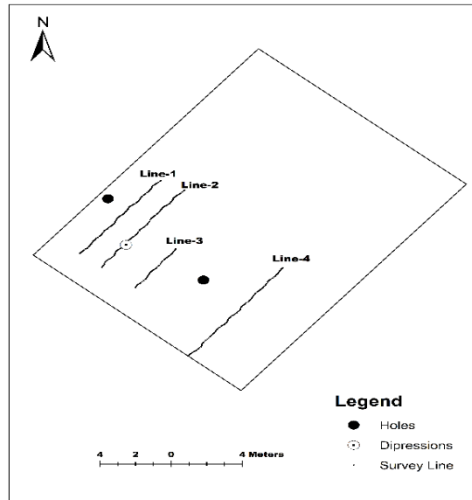 N
Line-1
Line-2
Line-3
Line-4
Legend
Holes
Dipressions
Survey Line
4 2 0 4 Meters